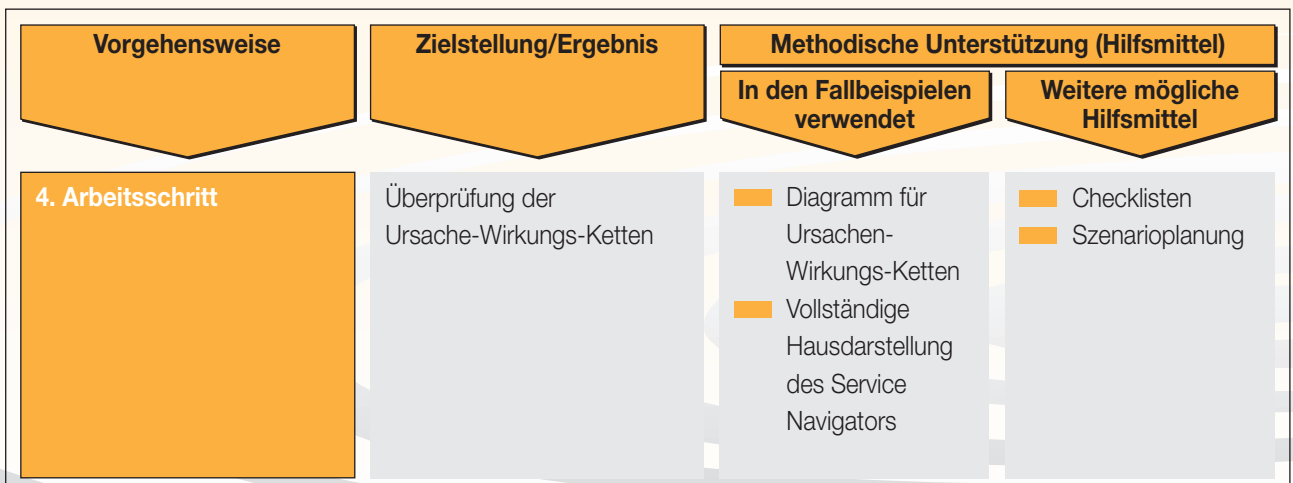 Vorgehensweise
Zielstellung/Ergebnis
Methodische Unterstützung (Hilfsmittel)
In den Fallbeispielen
verwendet
Weitere mögliche
Hilfsmittel
4. Arbeitsschritt
Überprüfung der
Ursache-Wirkungs-Ketten
Diagramm für
Ursachen-
Wirkungs-Ketten
Vollständige
Hausdarstellung
des Service
Navigators
Checklisten
Szenarioplanung